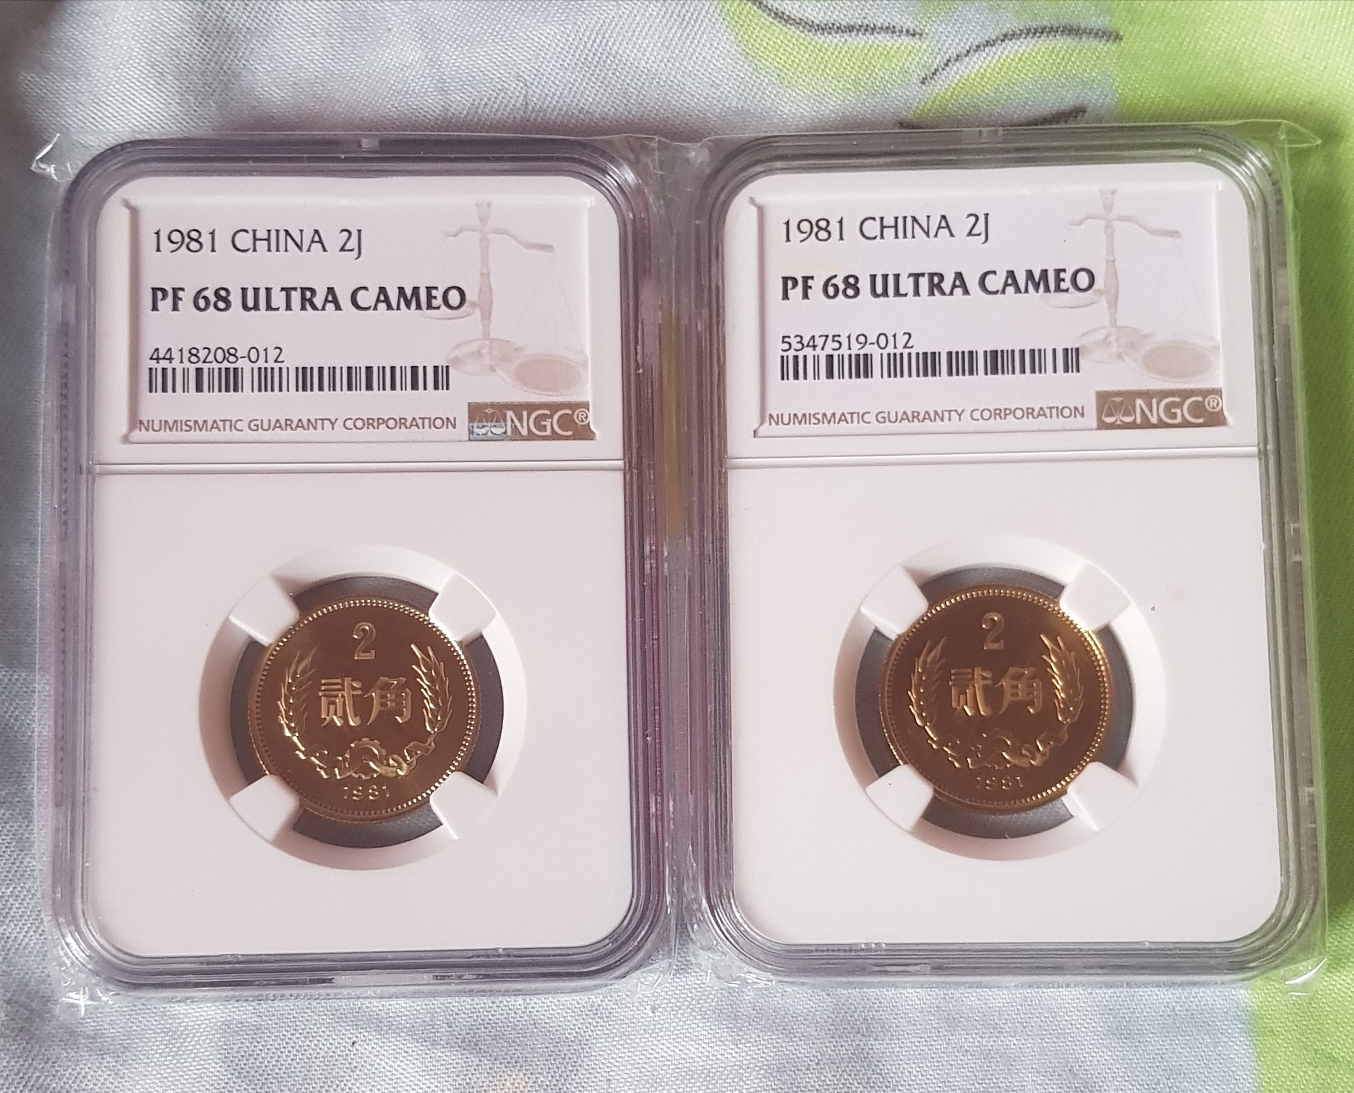 1981 CHINA 2J
PF 68 ULTRA CAMEO
4418208-012
NUMISMATIC GUARANTY CORPORATION NGC®
2
贰角
1981
1981 CHINA 2J
PF 68 ULTRA CAMEO
5347519-012
NUMISMATIC GUARANTY CORPORATION NGC®
2
贰角
1981